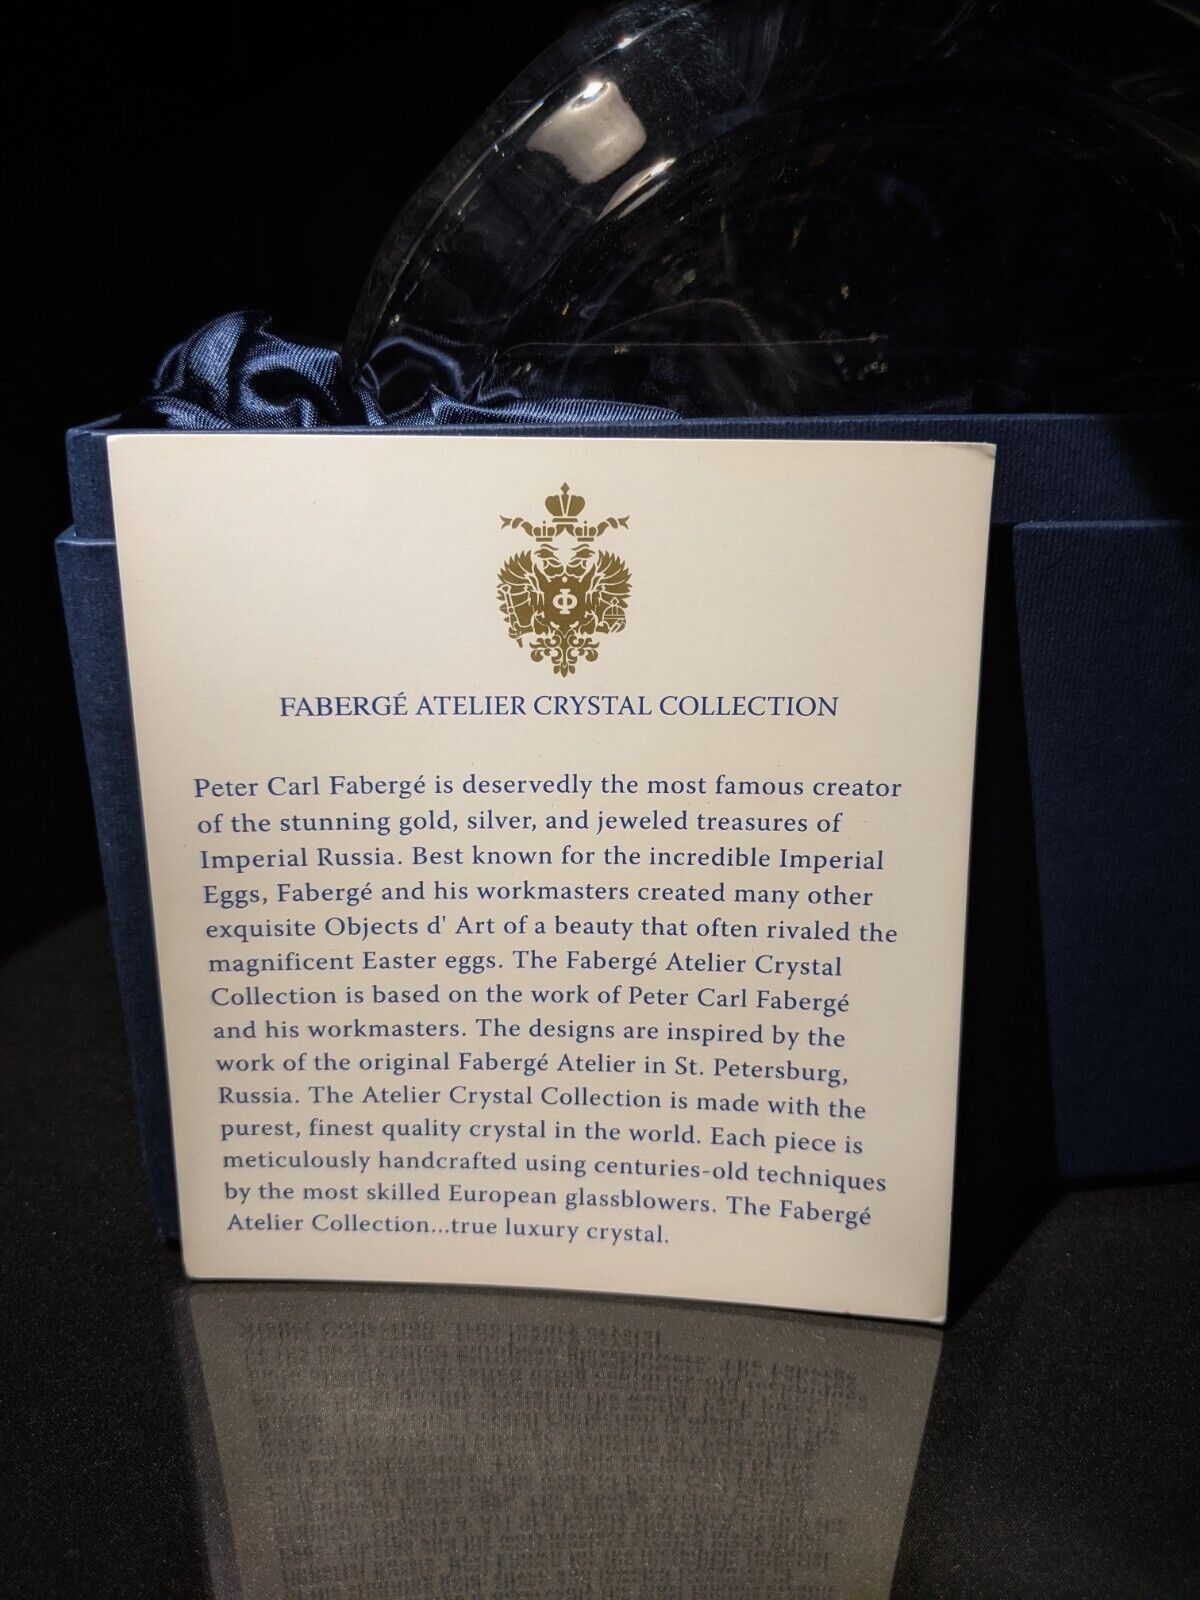 Ф
FABERGÉ ATELIER CRYSTAL COLLECTION
Peter Carl Fabergé is deservedly the most famous creator
of the stunning gold, silver, and jeweled treasures of
Imperial Russia. Best known for the incredible Imperial
Eggs, Fabergé and his workmasters created many other
exquisite Objects d' Art of a beauty that often rivaled the
magnificent Easter eggs. The Fabergé Atelier Crystal
Collection is based on the work of Peter Carl Fabergé
and his workmasters. The designs are inspired by the
work of the original Fabergé Atelier in St. Petersburg,
Russia. The Atelier Crystal Collection is made with the
purest, finest quality crystal in the world. Each piece is
meticulously handcrafted using centuries-old techniques
by the most skilled European glassblowers. The Fabergé
Atelier Collection...true luxury crystal.